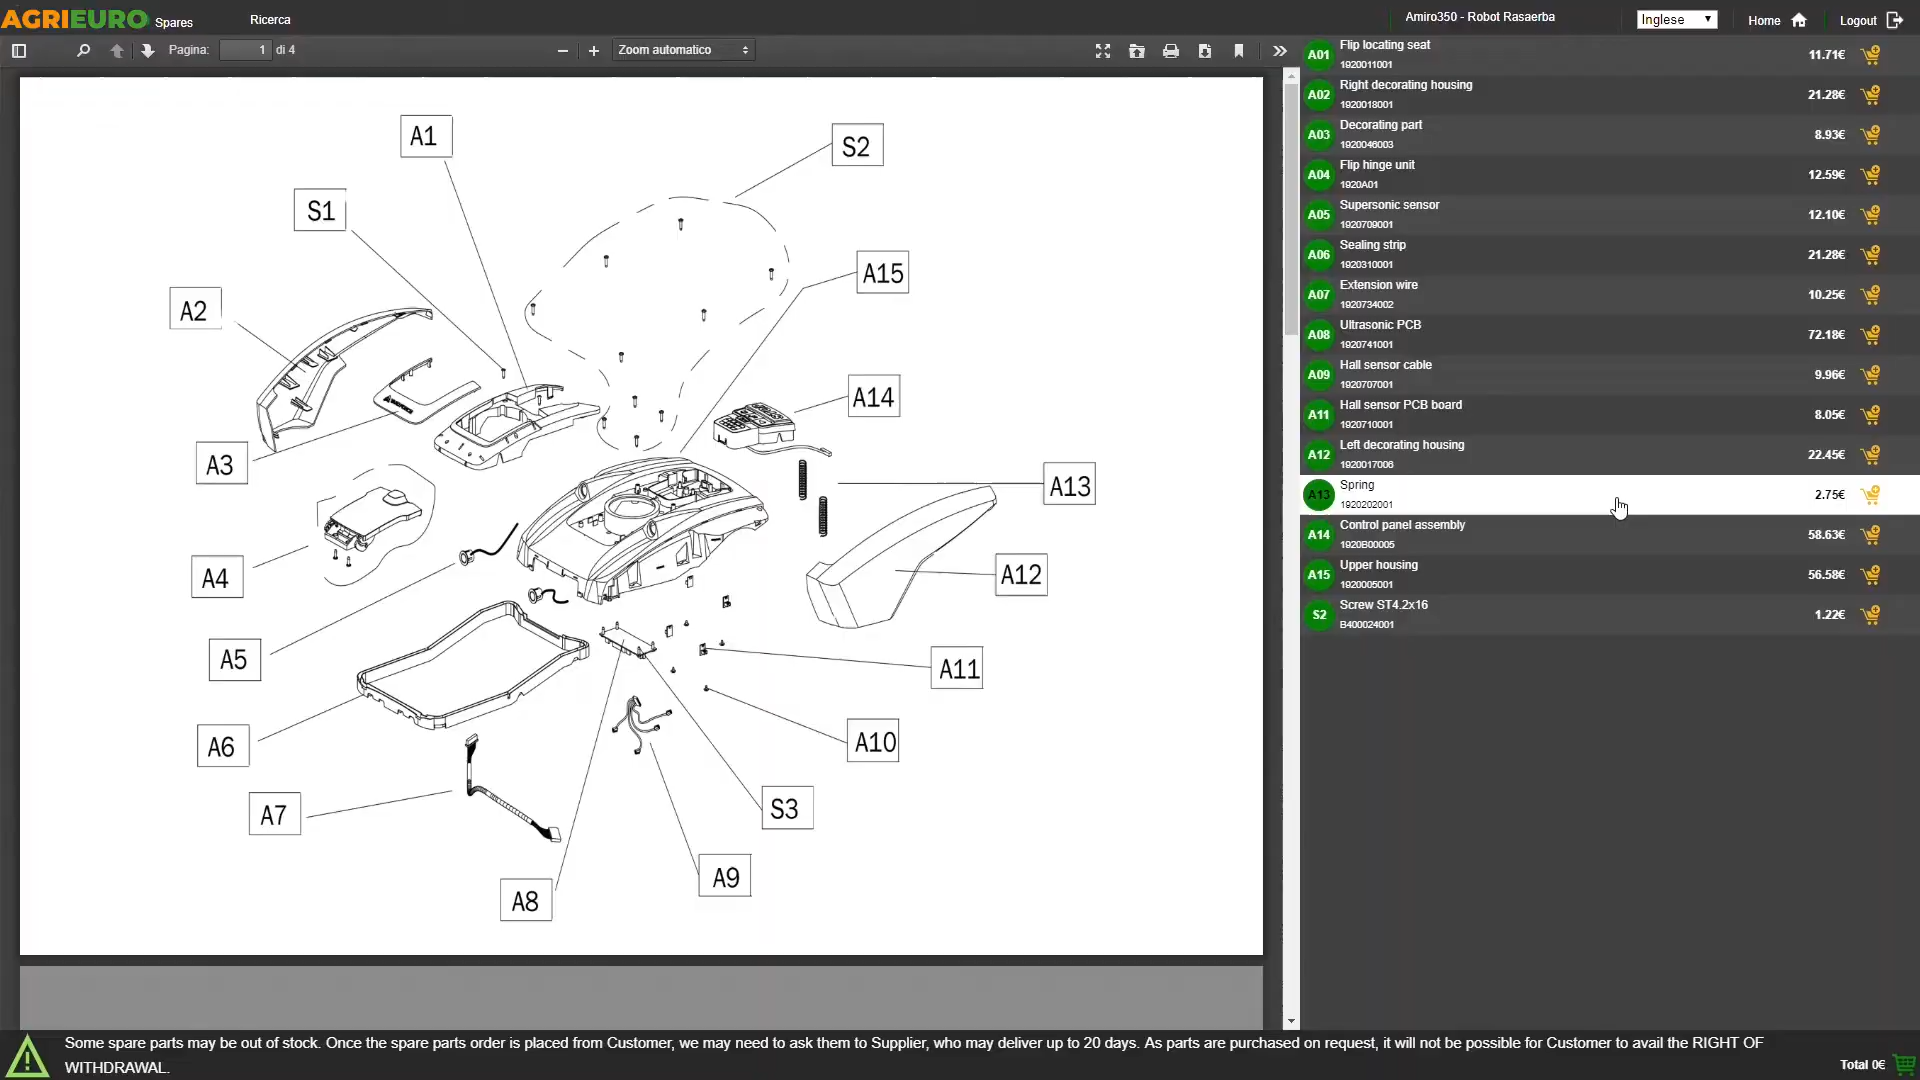 AGRIEURO Spares
Ricerca
Amiro350 - Robot Rasaerba
Inglese
Home
Logout
Pagina: 1 di 4
Zoom automatico
A1
S2
S1
A15
A2
A14
A3
A13
A4
A12
A5
A11
A6
A10
A7
S3
A9
A8
A01 Flip locating seat 11.71€
1920011001
A02 Right decorating housing 21.28€
1920018001
A03 Decorating part 8.93€
1920046003
A04 Flip hinge unit 12.59€
1920A01
A05 Supersonic sensor 12.10€
1920709001
A06 Sealing strip 21.28€
1920310001
A07 Extension wire 10.25€
1920734002
A08 Ultrasonic PCB 72.18€
1920741001
A09 Hall sensor cable 9.96€
1920707001
A11 Hall sensor PCB board 8.05€
1920710001
A12 Left decorating housing 22.45€
1920017006
A13 Spring 2.75€
1920202001
A14 Control panel assembly 58.63€
1920B00005
A15 Upper housing 56.58€
1920005001
S2 Screw ST4.2x16 1.22€
B400024001
Some spare parts may be out of stock. Once the spare parts order is placed from Customer, we may need to ask them to Supplier, who may deliver up to 20 days. As parts are purchased on request, it will not be possible for Customer to avail the RIGHT OF
WITHDRAWAL.
Total 0€